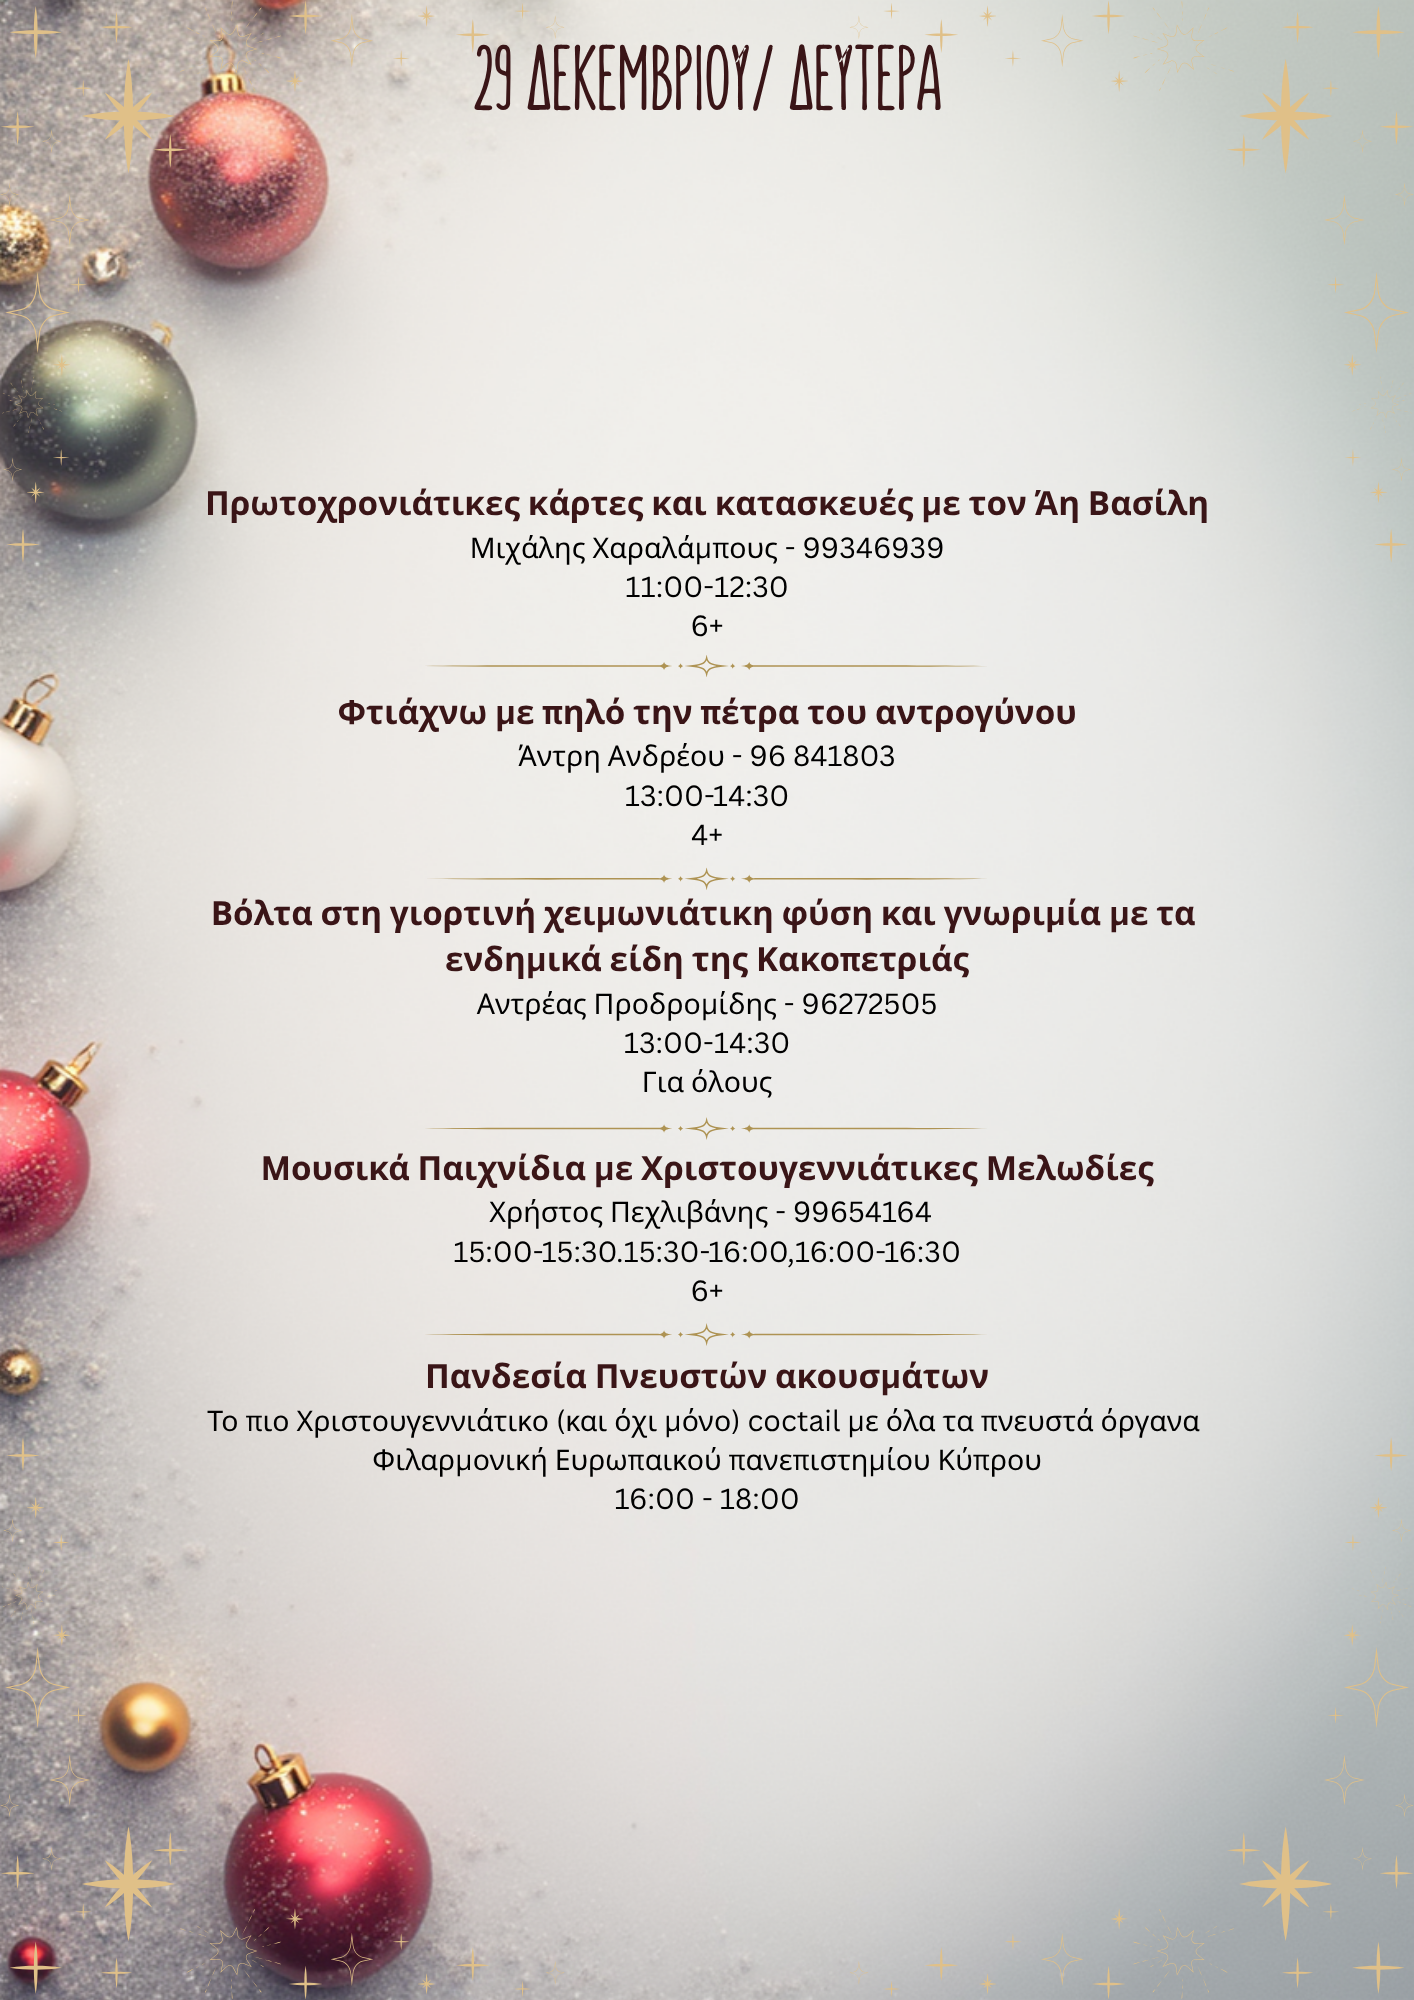 29 ΔΕΚΕΜΒΡΙΟΥ/ ΔΕΥΤΕΡΑ
Πρωτοχρονιάτικες κάρτες και κατασκευές με τον Άη Βασίλη
Μιχάλης Χαραλάμπους - 99346939
11:00-12:30
6+
Φτιάχνω με πηλό την πέτρα του αντρογύνου
Άντρη Ανδρέου - 96 841803
13:00-14:30
4+
Βόλτα στη γιορτινή χειμωνιάτικη φύση και γνωριμία με τα
ενδημικά είδη της Κακοπετριάς
Αντρέας Προδρομίδης - 96272505
13:00-14:30
Για όλους
Μουσικά Παιχνίδια με Χριστουγεννιάτικες Μελωδίες
Χρήστος Πεχλιβάνης - 99654164
15:00-15:30.15:30-16:00,16:00-16:30
6+
Πανδεσία Πνευστών ακουσμάτων
Το πιο Χριστουγεννιάτικο (και όχι μόνο) coctail με όλα τα πνευστά όργανα
Φιλαρμονική Ευρωπαικού πανεπιστημίου Κύπρου
16:00 - 18:00